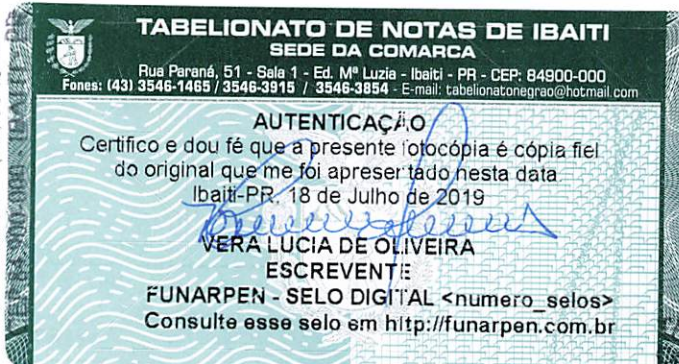 TABELIONATO DE NOTAS DE IBAITI
SEDE DA COMARCA
Rua Paraná, 51 - Sala 1 - Ed. Mª Luzia - Ibaiti - PR - CEP: 84900-000
Fones: (43) 3546-1465 / 3546-3915 / 3546-3854 - E-mail: tabelionatonegrao@hotmail.com
AUTENTICAÇÃO
Certifico e dou fé que a presente fotocópia é cópia fiel
do original que me foi apresentado nesta data.
Ibaiti-PR, 18 de Julho de 2019
VERA LUCIA DE OLIVEIRA
ESCREVENTE
FUNARPEN - SELO DIGITAL <numero_selos>
Consulte esse selo em http://funarpen.com.br